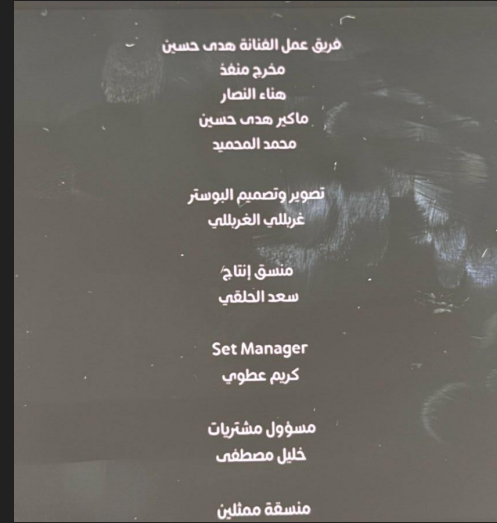 فريق عمل الفنانة هدى حسين
مخرج منفذ
هناء النصار
ماكير هدى حسين
محمد المحميد
تصوير وتصميم البوستر
غربللي الغربللي
منسق إنتاج
سعد الحلقي
Set Manager
كريم عطوي
مسؤول مشتريات
خليل مصطفى
منسقة ممثلين